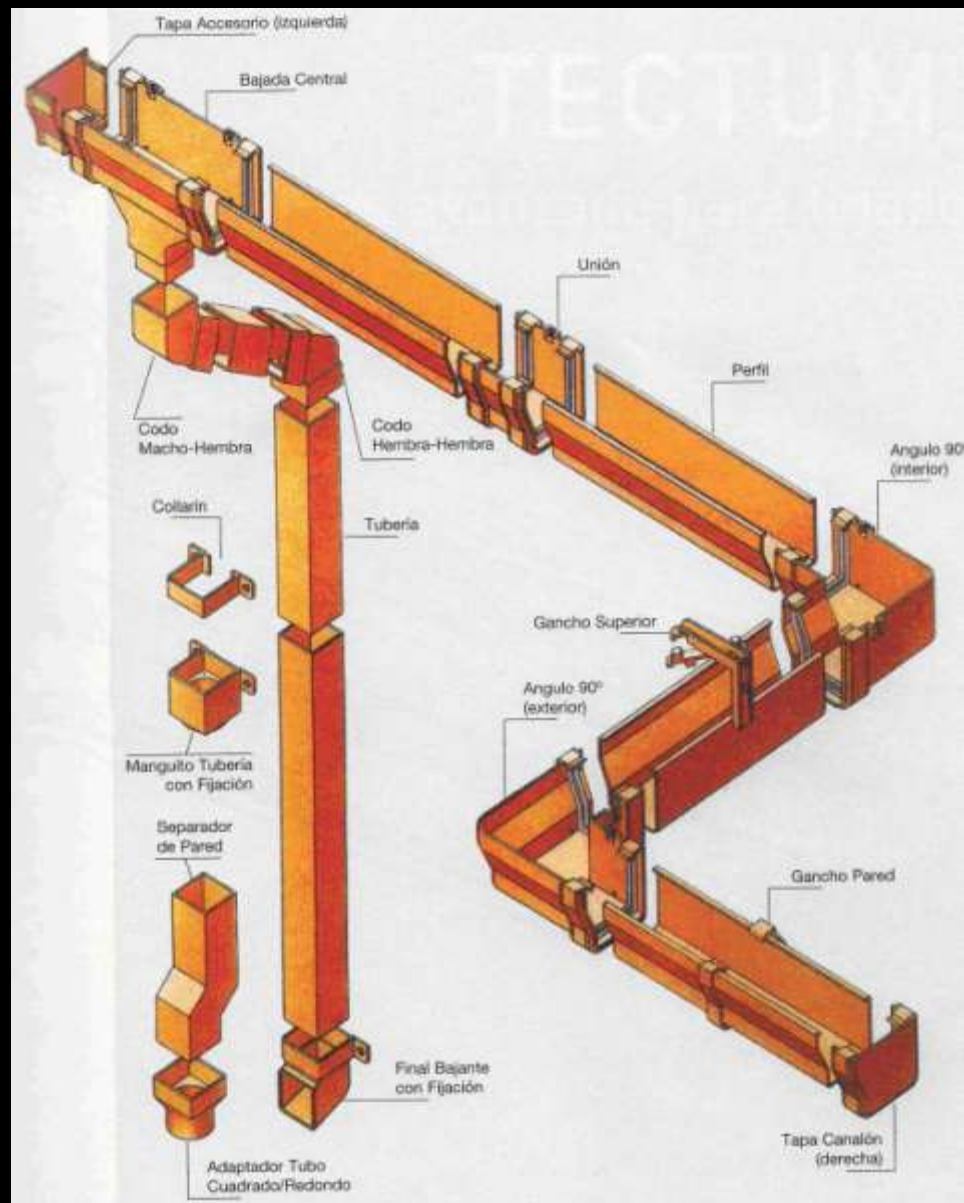 Tapa Accesorio (izquierda)
TECTUM
Bajada Central
Unión
Perfil
Codo
Macho-Hembra
Codo
Hembra-Hembra
Angulo 90º
(interior)
Collarín
Tubería
Gancho Superior
Angulo 90º
(exterior)
Manguito Tubería
con Fijación
Separador
de Pared
Gancho Pared
Final Bajante
con Fijación
Tapa Canalón
(derecha)
Adaptador Tubo
Cuadrado/Redondo